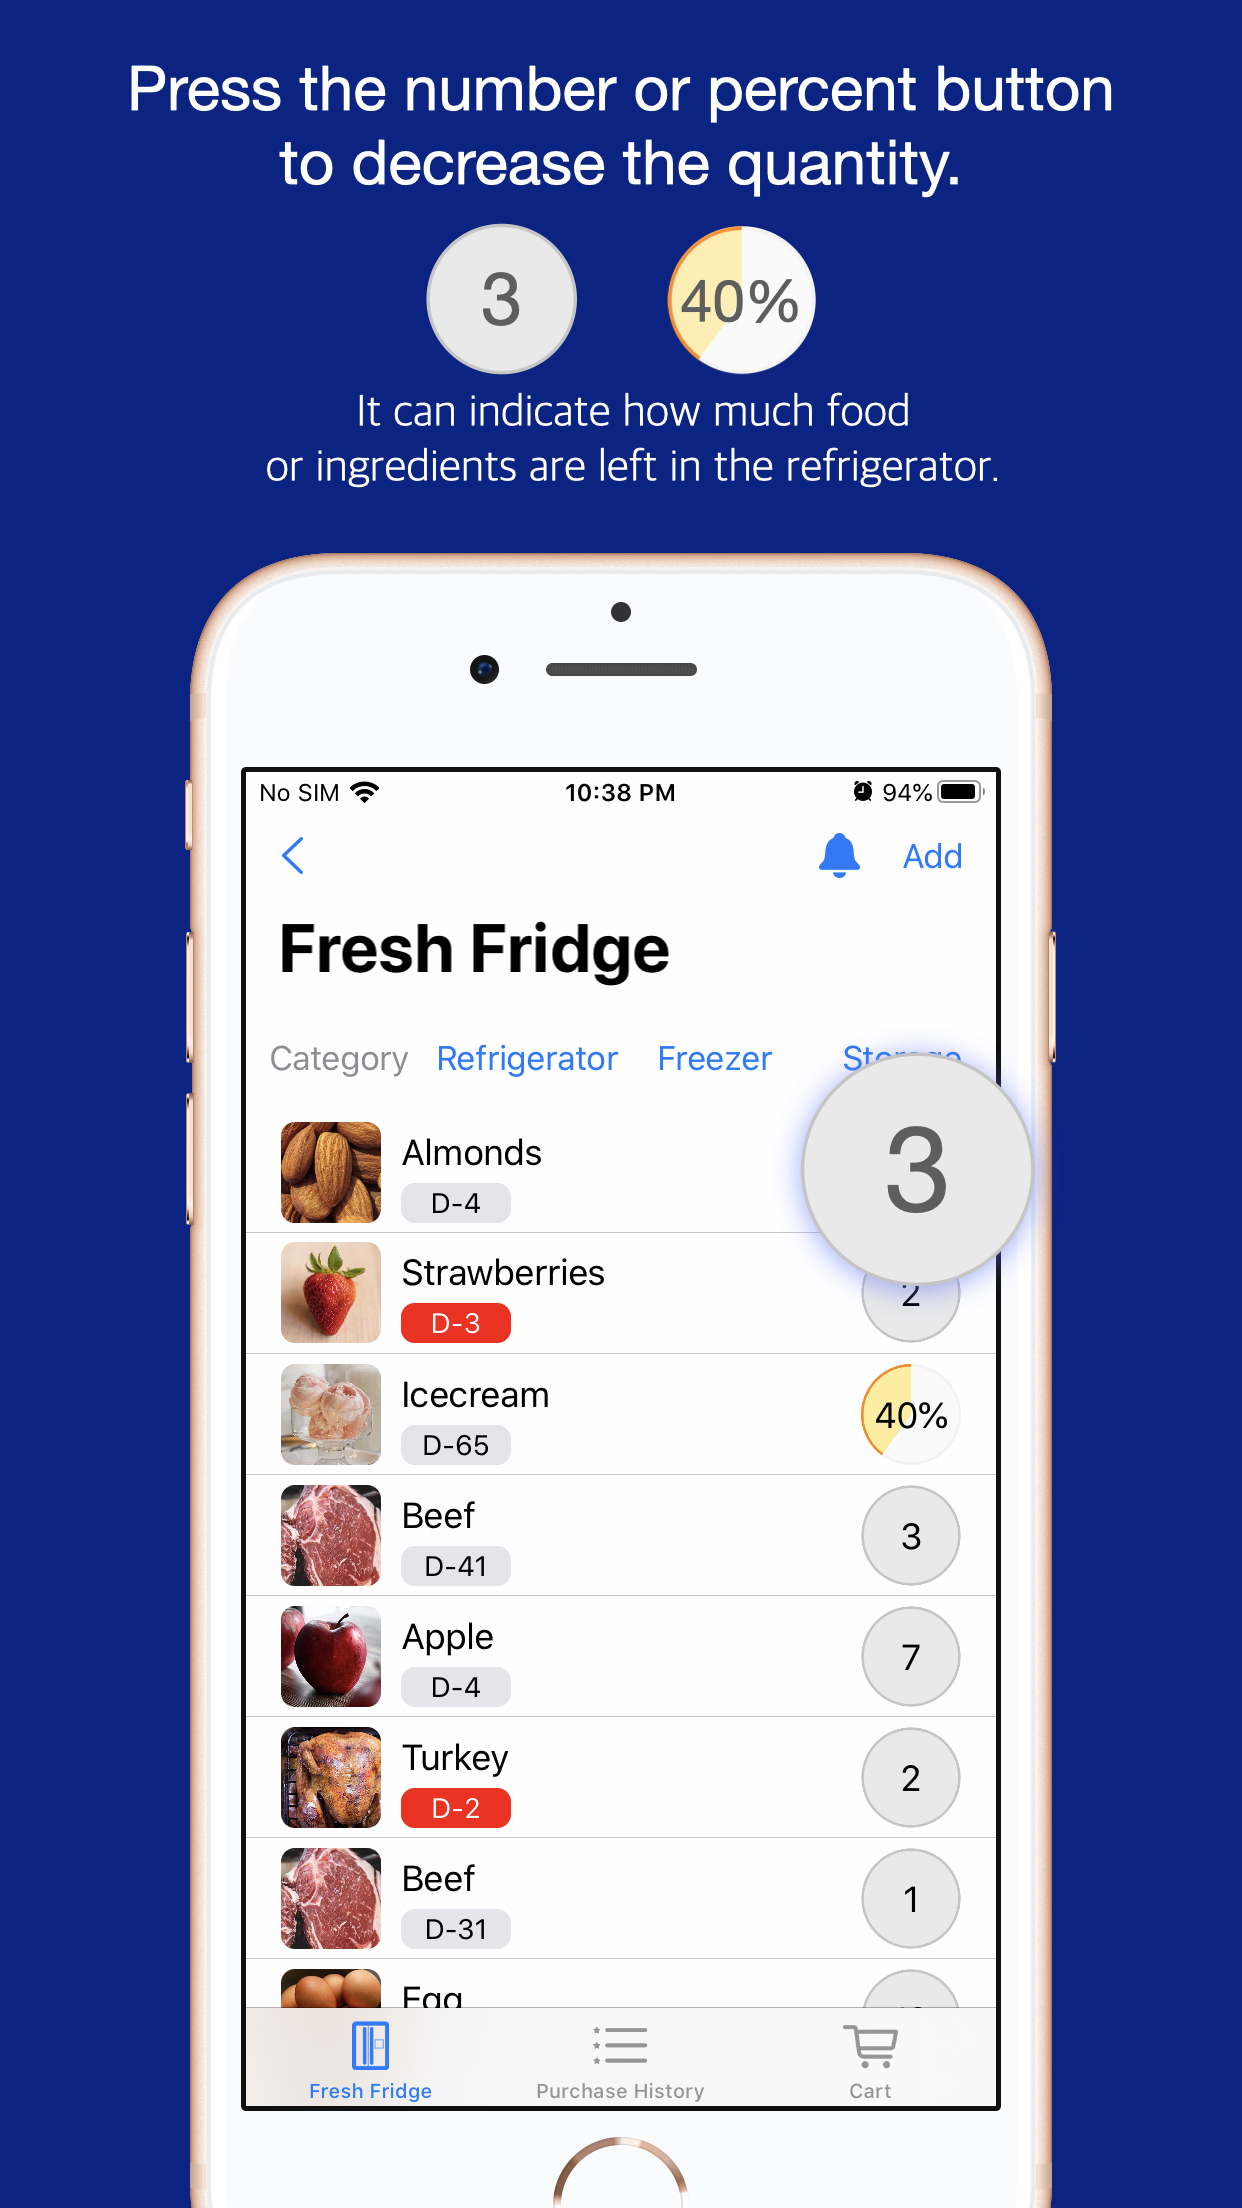 Press the number or percent button
to decrease the quantity.
3
40%
It can indicate how much food
or ingredients are left in the refrigerator.
No SIM
10:38 PM
94%
Add
Fresh Fridge
Category
Refrigerator
Freezer
Storage
Almonds
D-4
3
Strawberries
D-3
2
Icecream
D-65
40%
Beef
D-41
3
Apple
D-4
7
Turkey
D-2
2
Beef
D-31
1
Egg
Fresh Fridge
Purchase History
Cart